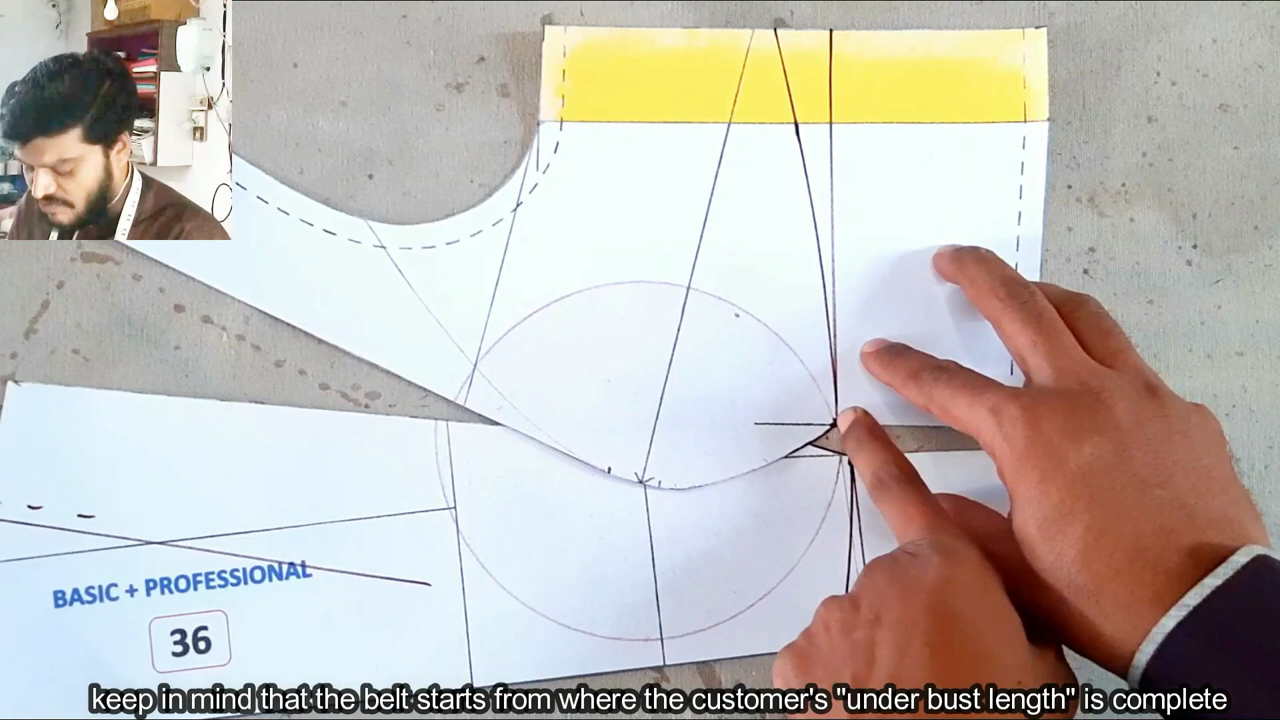 BASIC + PROFESSIONAL
36
keep in mind that the belt starts from where the customer's "under bust length" is complete